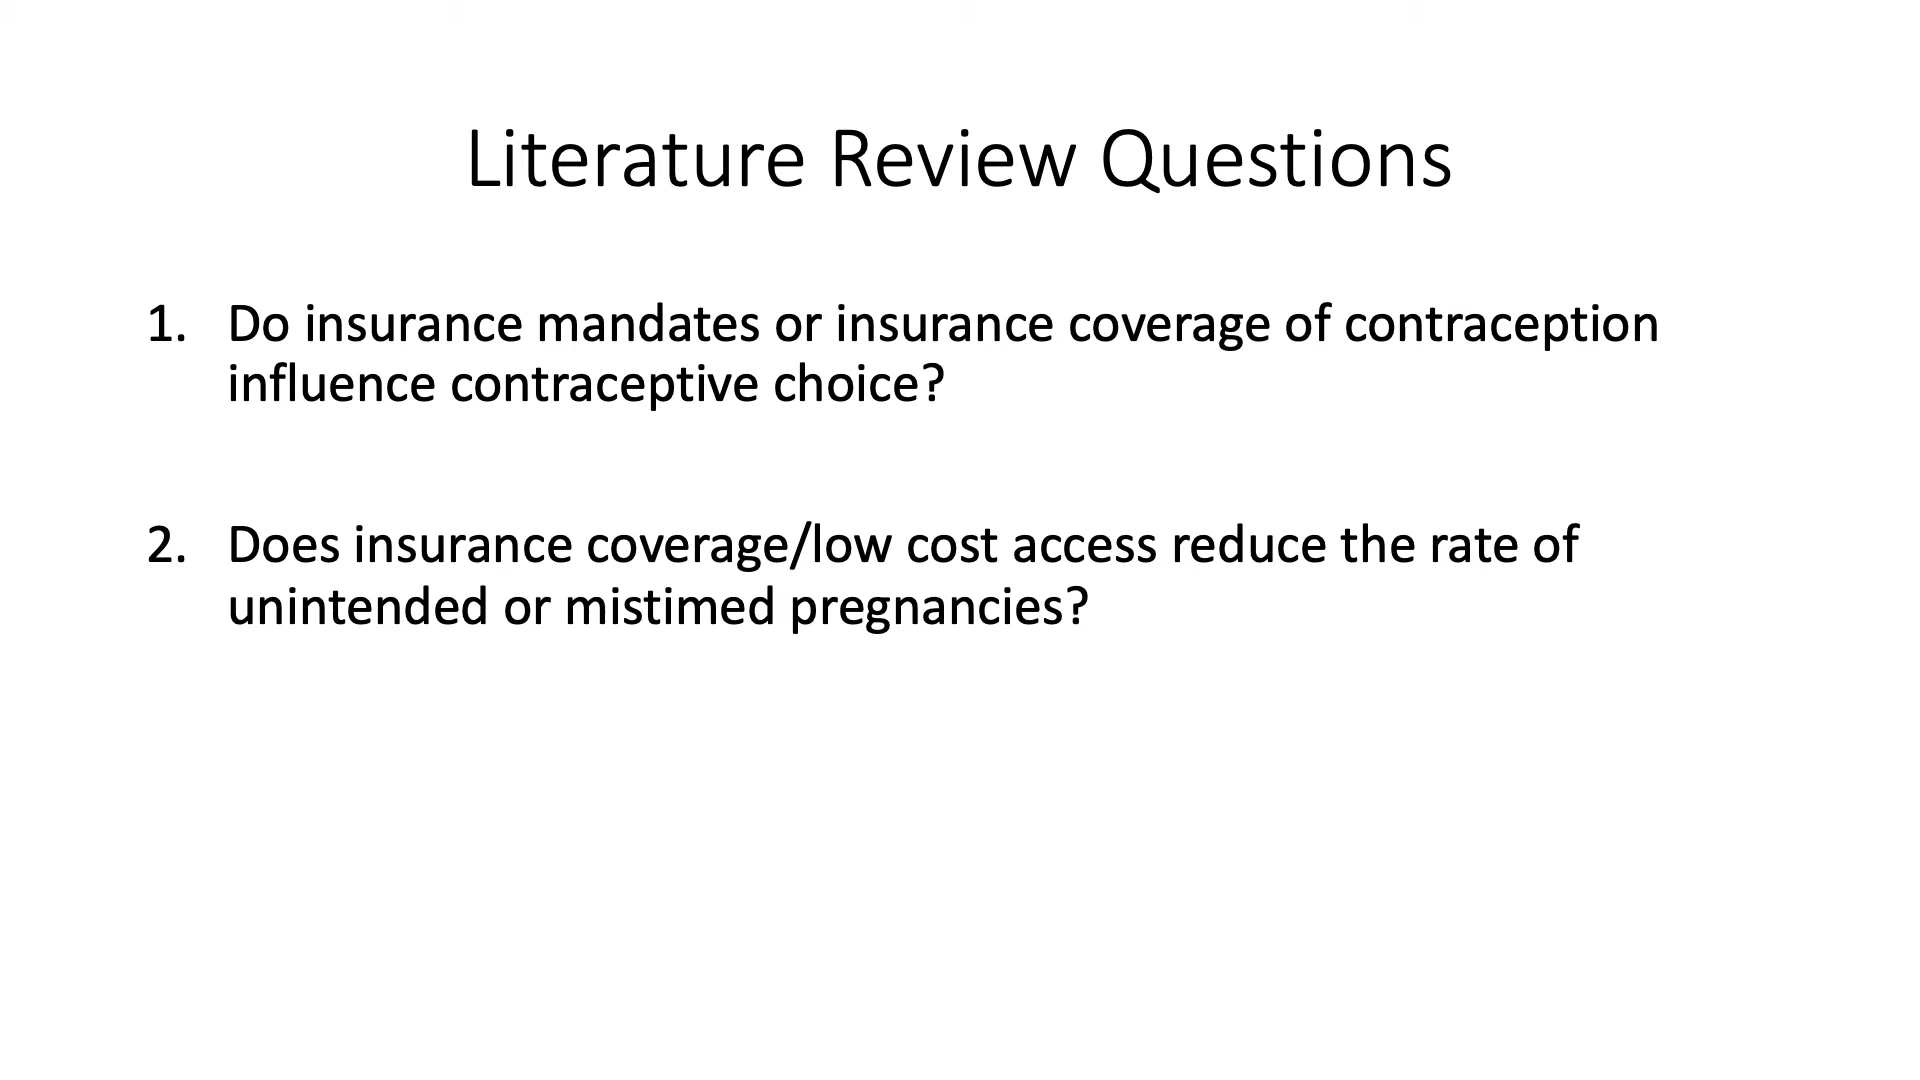 Literature Review Questions
1. Do insurance mandates or insurance coverage of contraception
influence contraceptive choice?
2. Does insurance coverage/low cost access reduce the rate of
unintended or mistimed pregnancies?